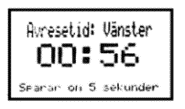 Avresetid: Vänster
00:56
Sparar om 5 sekunder